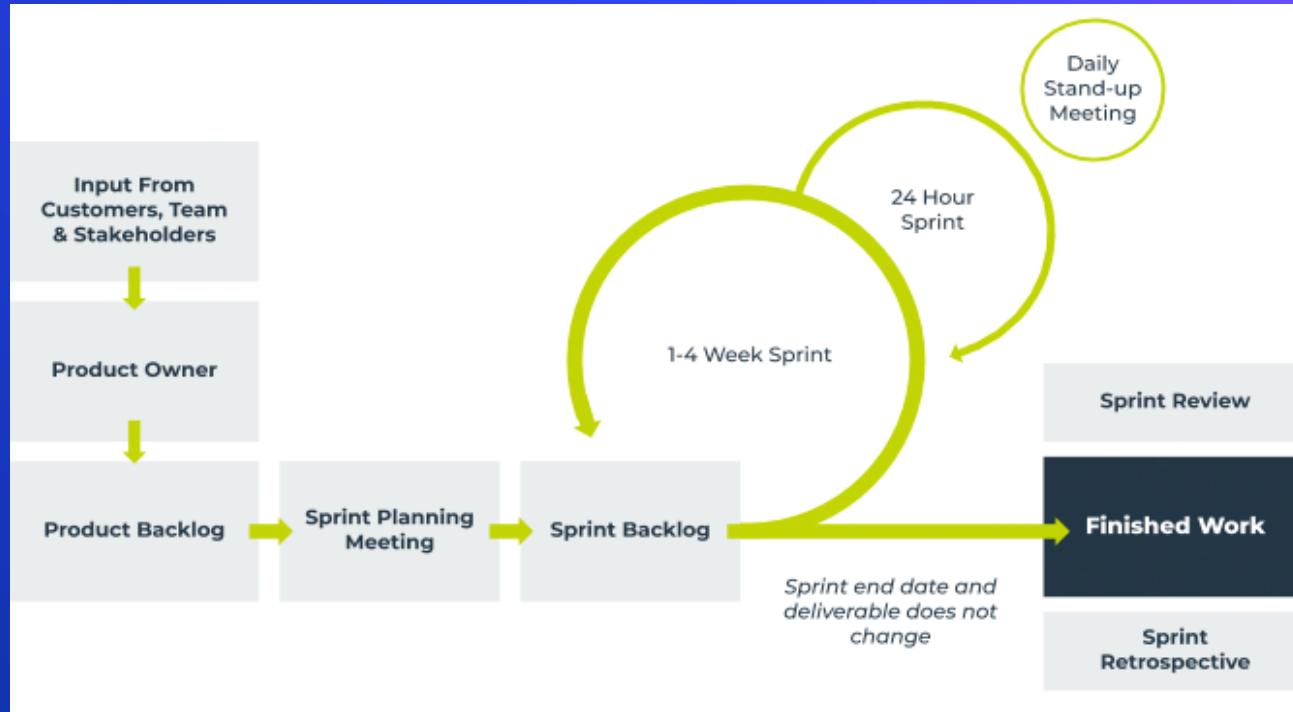 Input From
Customers, Team
& Stakeholders
Product Owner
Product Backlog
Sprint Planning
Meeting
Sprint Backlog
1-4 Week Sprint
24 Hour
Sprint
Daily
Stand-up
Meeting
Sprint end date and
deliverable does not
change
Sprint Review
Finished Work
Sprint
Retrospective